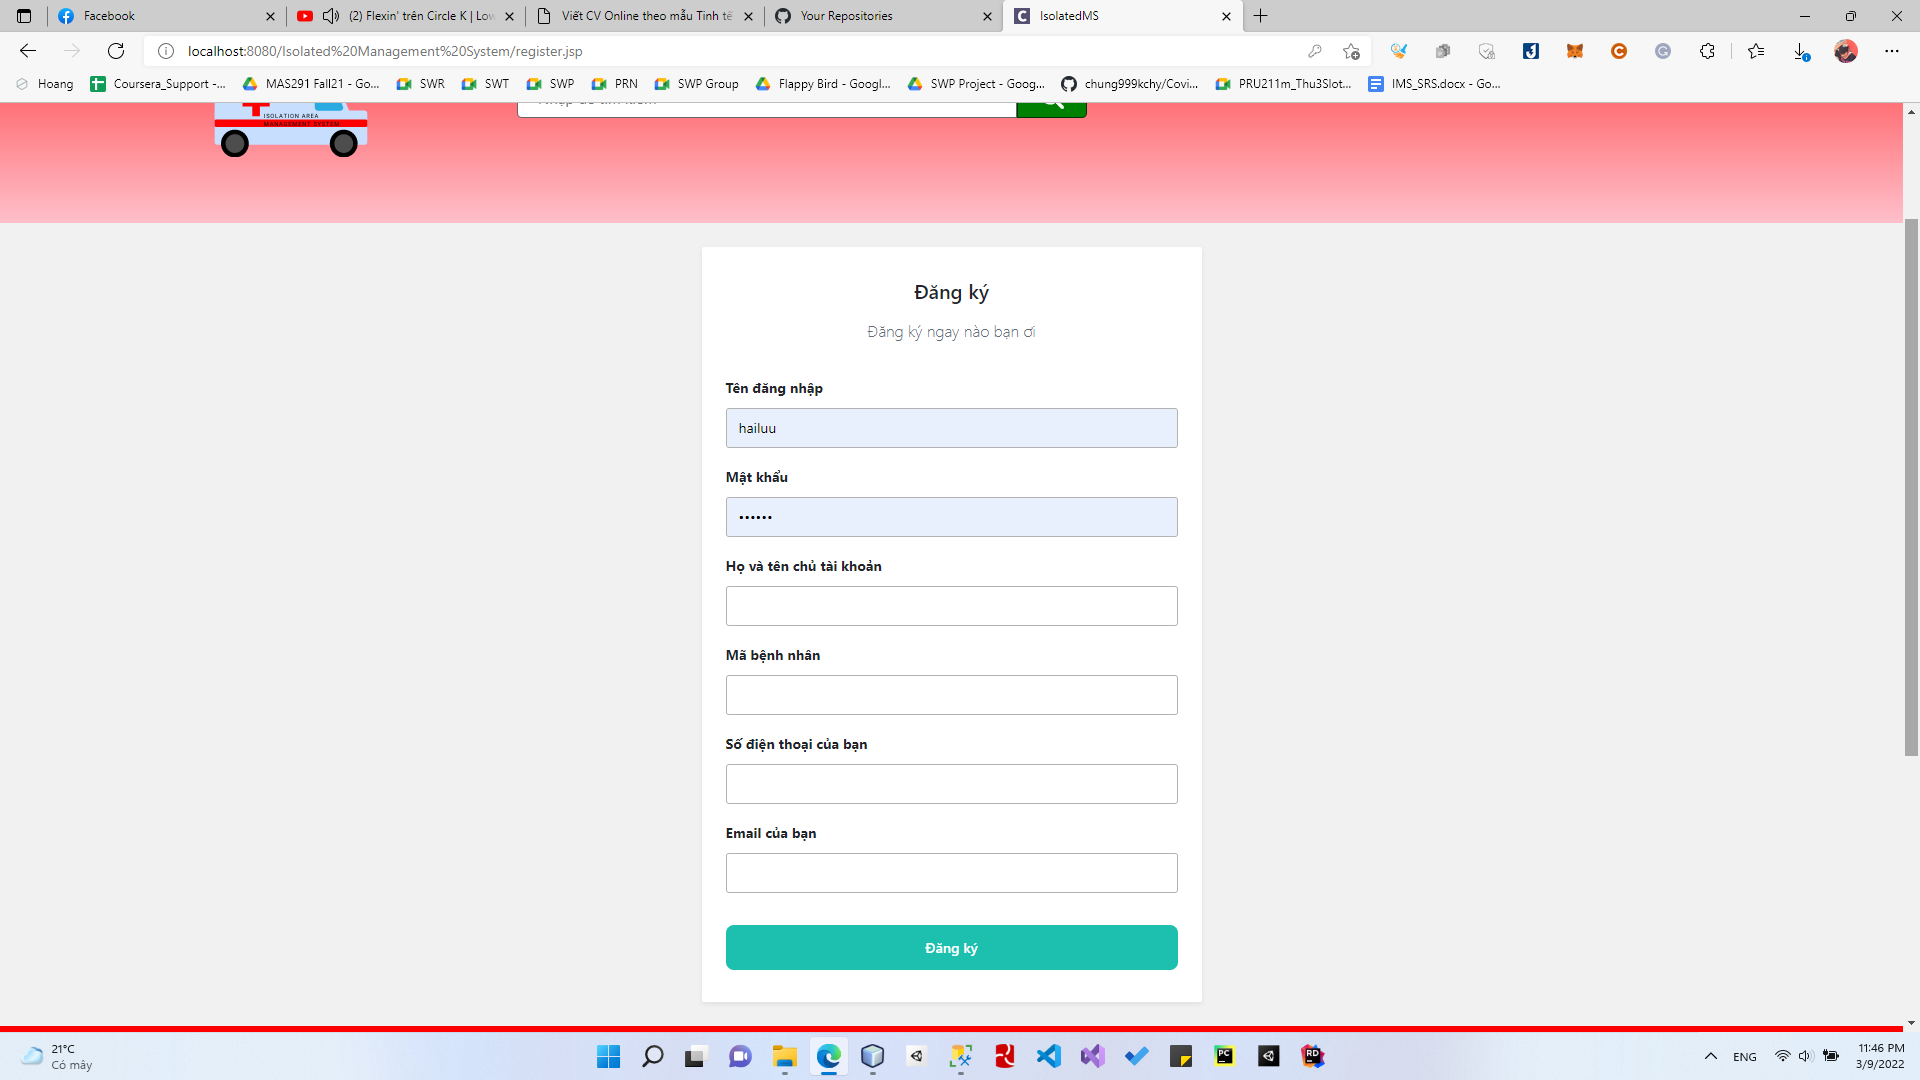 Facebook
(2) Flexin' trên Circle K | Low
Viết CV Online theo mẫu Tinh tế
Your Repositories
IsolatedMS
localhost:8080/Isolated%20Management%20System/register.jsp
Hoang
Coursera_Support -...
MAS291 Fall21 - Go...
SWR
SWT
SWP
PRN
SWP Group
Flappy Bird - Googl...
SWP Project - Goog...
chung999kchy/Covi...
PRU211m_Thu3Slot...
IMS_SRS.docx - Go...
ISOLATION AREA
MANAGEMENT SYSTEM
Đăng ký
Đăng ký ngay nào bạn ơi
Tên đăng nhập
hailuu
Mật khẩu
••••••
Họ và tên chủ tài khoản
Mã bệnh nhân
Số điện thoại của bạn
Email của bạn
Đăng ký
21°C
Có mây
ENG
11:46 PM
3/9/2022